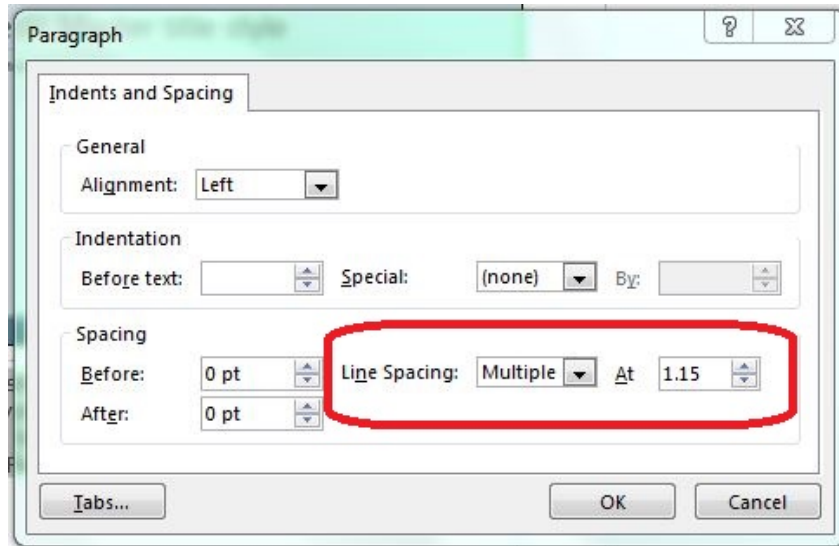 Paragraph
Indents and Spacing
General
Alignment: Left
Indentation
Before text: Special: (none) By:
Spacing
Before: 0 pt Line Spacing: Multiple At 1.15
After: 0 pt
Tabs... OK Cancel